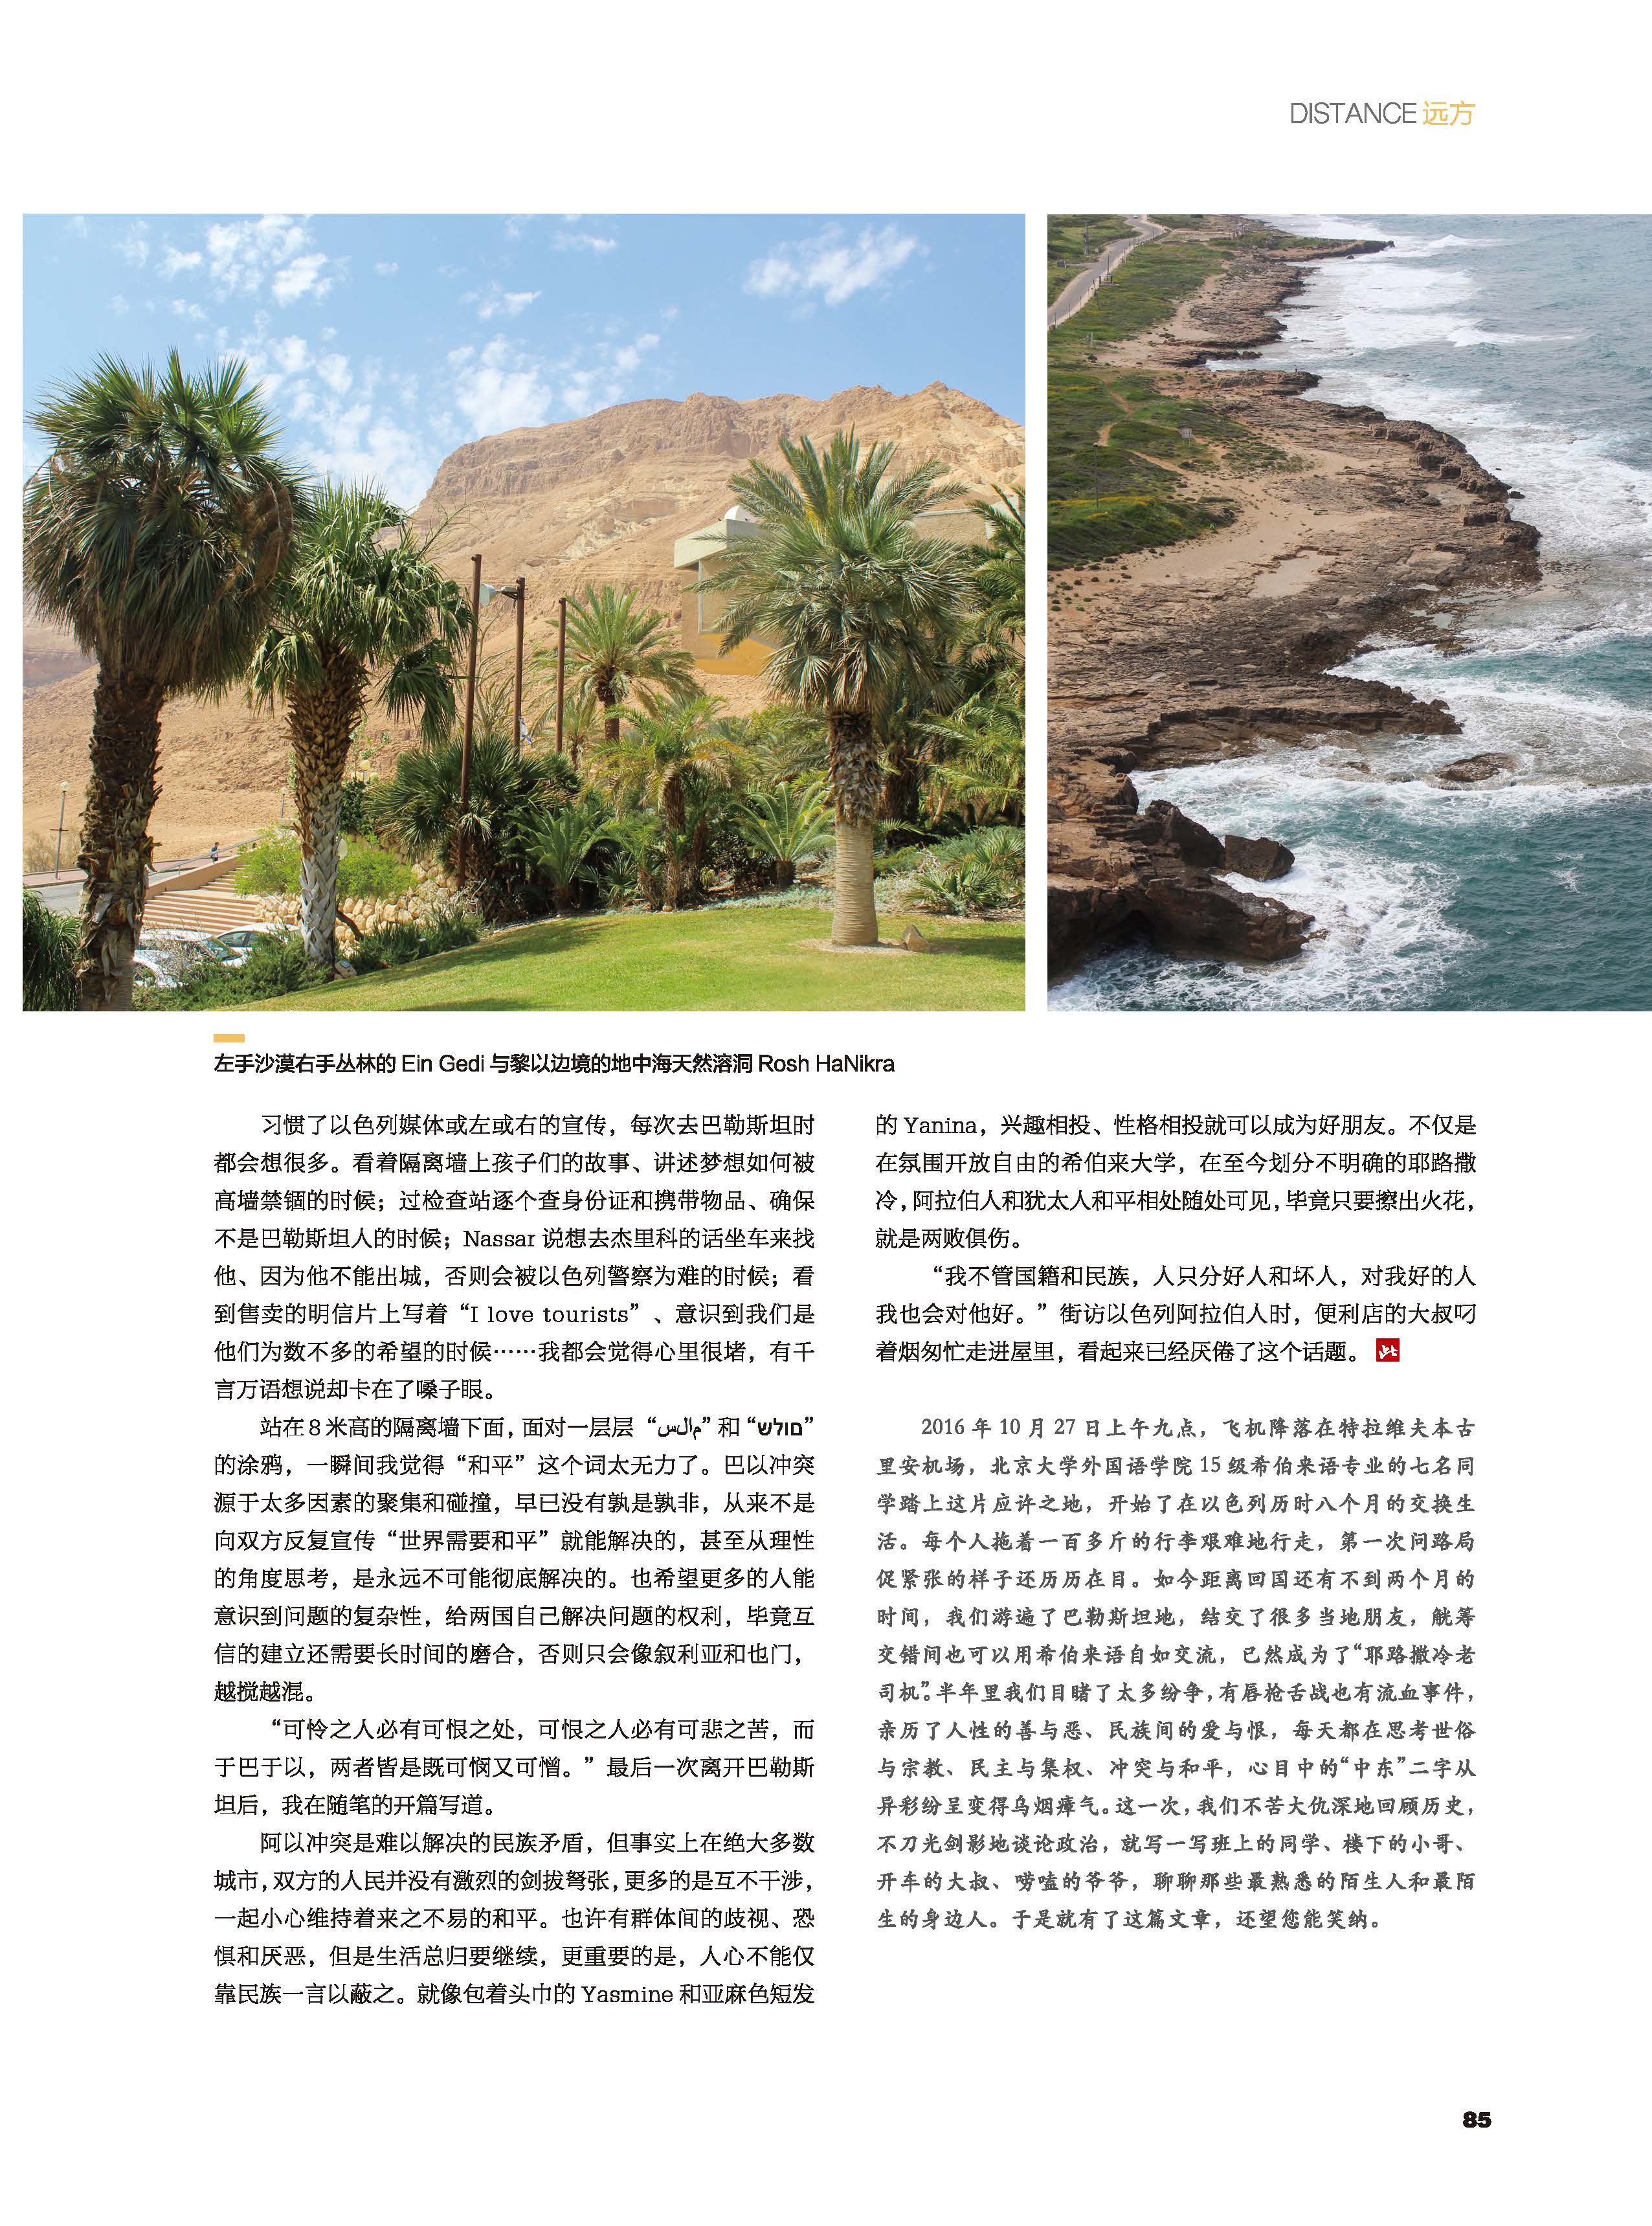 DISTANCE 远方
左手沙漠右手丛林的 Ein Gedi 与黎以边境的地中海天然溶洞 Rosh HaNikra
习惯了以色列媒体或左或右的宣传，每次去巴勒斯坦时
都会想很多。看着隔离墙上孩子们的故事、讲述梦想如何被
高墙禁锢的时候；过检查站逐个查身份证和携带物品、确保
不是巴勒斯坦人的时候；Nassar 说想去杰里科的话坐车来找
他、因为他不能出城，否则会被以色列警察为难的时候；看
到售卖的明信片上写着“I love tourists”、意识到我们是
他们为数不多的希望的时候……我都会觉得心里很堵，有千
言万语想说却卡在了嗓子眼。
站在 8 米高的隔离墙下面，面对一层层“سلام”和“שלום”
的涂鸦，一瞬间我觉得“和平”这个词太无力了。巴以冲突
源于太多因素的聚集和碰撞，早已没有孰是孰非，从来不是
向双方反复宣传“世界需要和平”就能解决的，甚至从理性
的角度思考，是永远不可能彻底解决的。也希望更多的人能
意识到问题的复杂性，给两国自己解决问题的权利，毕竟互
信的建立还需要长时间的磨合，否则只会像叙利亚和也门，
越搅越混。
“可怜之人必有可恨之处，可恨之人必有可悲之苦，而
于巴于以，两者皆是既可悯又可憎。”最后一次离开巴勒斯
坦后，我在随笔的开篇写道。
阿以冲突是难以解决的民族矛盾，但事实上在绝大多数
城市，双方的人民并没有激烈的剑拔弩张，更多的是互不干涉，
一起小心维持着来之不易的和平。也许有群体间的歧视、恐
惧和厌恶，但是生活总归要继续，更重要的是，人心不能仅
靠民族一言以蔽之。就像包着头巾的 Yasmine 和亚麻色短发
的 Yanina，兴趣相投、性格相投就可以成为好朋友。不仅是
在氛围开放自由的希伯来大学，在至今划分不明确的耶路撒
冷，阿拉伯人和犹太人和平相处随处可见，毕竟只要擦出火花，
就是两败俱伤。
“我不管国籍和民族，人只分好人和坏人，对我好的人
我也会对他好。”街访以色列阿拉伯人时，便利店的大叔叼
着烟匆忙走进屋里，看起来已经厌倦了这个话题。
2016 年 10 月 27 日上午九点，飞机降落在特拉维夫本古
里安机场，北京大学外国语学院 15 级希伯来语专业的七名同
学踏上这片应许之地，开始了在以色列历时八个月的交换生
活。每个人拖着一百多斤的行李艰难地行走，第一次问路局
促紧张的样子还历历在目。如今距离回国还有不到两个月的
时间，我们游遍了巴勒斯坦地，结交了很多当地朋友，觥筹
交错间也可以用希伯来语自如交流，已然成为了“耶路撒冷老
司机”。半年里我们目睹了太多纷争，有唇枪舌战也有流血事件，
亲历了人性的善与恶、民族间的爱与恨，每天都在思考世俗
与宗教、民主与集权、冲突与和平，心目中的“中东”二字从
异彩纷呈变得乌烟瘴气。这一次，我们不苦大仇深地回顾历史，
不刀光剑影地谈论政治，就写一写班上的同学、楼下的小哥、
开车的大叔、唠嗑的爷爷，聊聊那些最熟悉的陌生人和最陌
生的身边人。于是就有了这篇文章，还望您能笑纳。
85